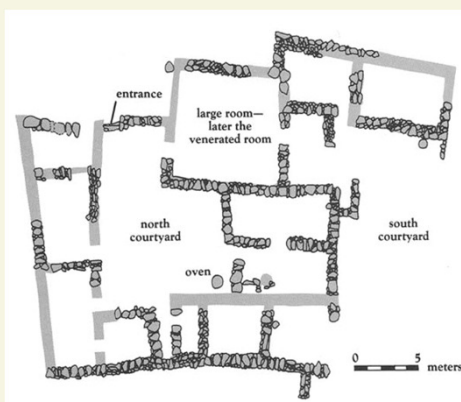 entrance
large room—
later the
venerated room
north
courtyard
south
courtyard
oven
0 5
meters